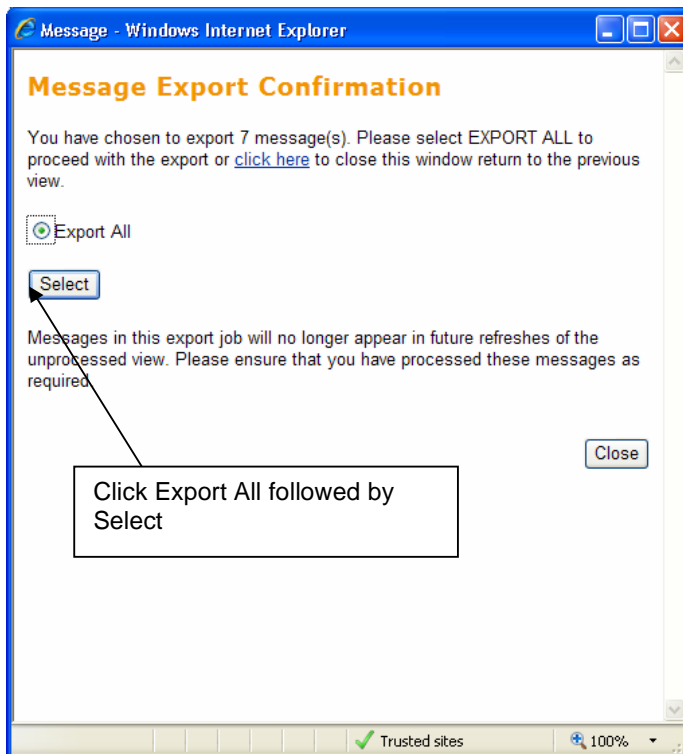 Message - Windows Internet Explorer
Message Export Confirmation
You have chosen to export 7 message(s). Please select EXPORT ALL to
proceed with the export or click here to close this window return to the previous
view.
Export All
Select
Messages in this export job will no longer appear in future refreshes of the
unprocessed view. Please ensure that you have processed these messages as
required.
Close
Click Export All followed by
Select
Trusted sites
100%